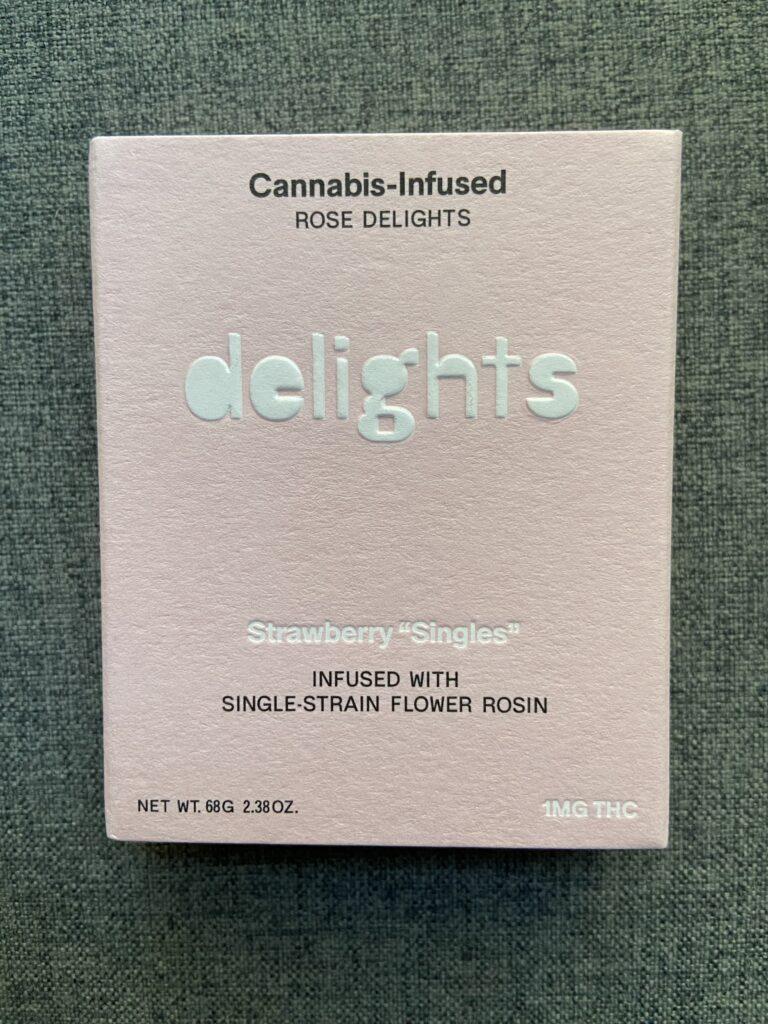 Cannabis-Infused
ROSE DELIGHTS
delights
Strawberry “Singles”
INFUSED WITH
SINGLE-STRAIN FLOWER ROSIN
NET WT. 68G 2.38OZ.
1MG THC